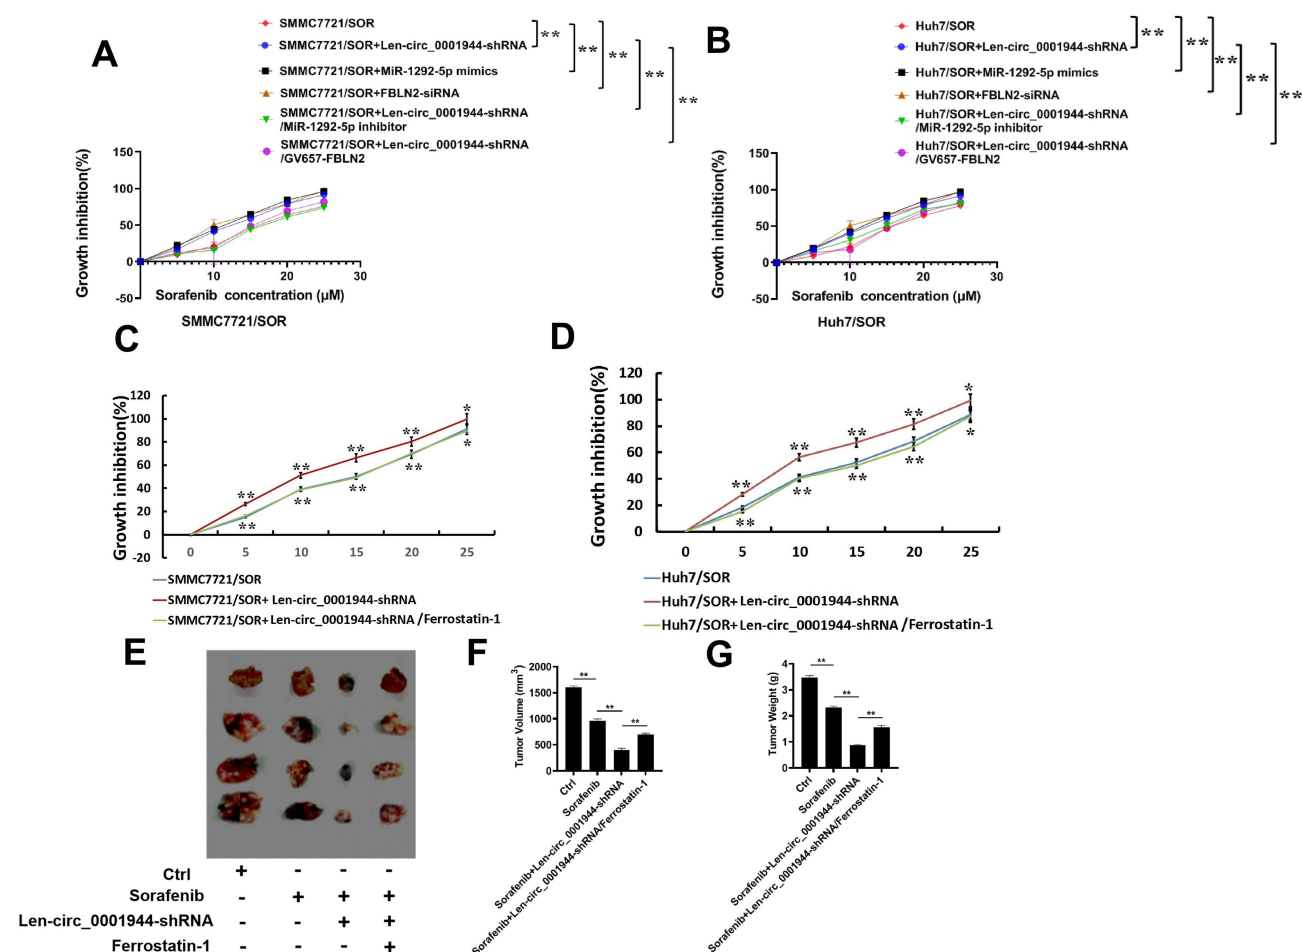 A
SMMC7721/SOR
SMMC7721/SOR+Len-circ_0001944-shRNA
SMMC7721/SOR+MiR-1292-5p mimics
SMMC7721/SOR+FBLN2-siRNA
SMMC7721/SOR+Len-circ_0001944-shRNA
/MiR-1292-5p inhibitor
SMMC7721/SOR+Len-circ_0001944-shRNA
/GV657-FBLN2
** ** ** ** **
Growth inhibition(%)
150
100
50
0
-50
10 20 30
Sorafenib concentration (μM)
SMMC7721/SOR
B
Huh7/SOR
Huh7/SOR+Len-circ_0001944-shRNA
Huh7/SOR+MiR-1292-5p mimics
Huh7/SOR+FBLN2-siRNA
Huh7/SOR+Len-circ_0001944-shRNA
/MiR-1292-5p inhibitor
Huh7/SOR+Len-circ_0001944-shRNA
/GV657-FBLN2
** ** ** ** **
Growth inhibition(%)
150
100
50
0
-50
10 20 30
Sorafenib concentration (μM)
Huh7/SOR
C
Growth inhibition(%)
120
100
80
60
40
20
0
-20
** ** ** ** *
** ** ** ** *
0 5 10 15 20 25
SMMC7721/SOR
SMMC7721/SOR+ Len-circ_0001944-shRNA
SMMC7721/SOR+Len-circ_0001944-shRNA /Ferrostatin-1
D
Growth inhibition(%)
120
100
80
60
40
20
0
** ** ** ** *
** ** ** ** *
0 5 10 15 20 25
Huh7/SOR
Huh7/SOR+Len-circ_0001944-shRNA
Huh7/SOR+Len-circ_0001944-shRNA /Ferrostatin-1
E
Ctrl + - - -
Sorafenib - + + +
Len-circ_0001944-shRNA - - + +
Ferrostatin-1 - - - +
F
Tumor Volume (mm3)
2000
1500
1000
500
0
** ** **
Ctrl
Sorafenib
Sorafenib+Len-circ_0001944-shRNA
Sorafenib+Len-circ_0001944-shRNA/Ferrostatin-1
G
Tumor Weight (g)
4
3
2
1
0
** ** **
Ctrl
Sorafenib
Sorafenib+Len-circ_0001944-shRNA
Sorafenib+Len-circ_0001944-shRNA/Ferrostatin-1